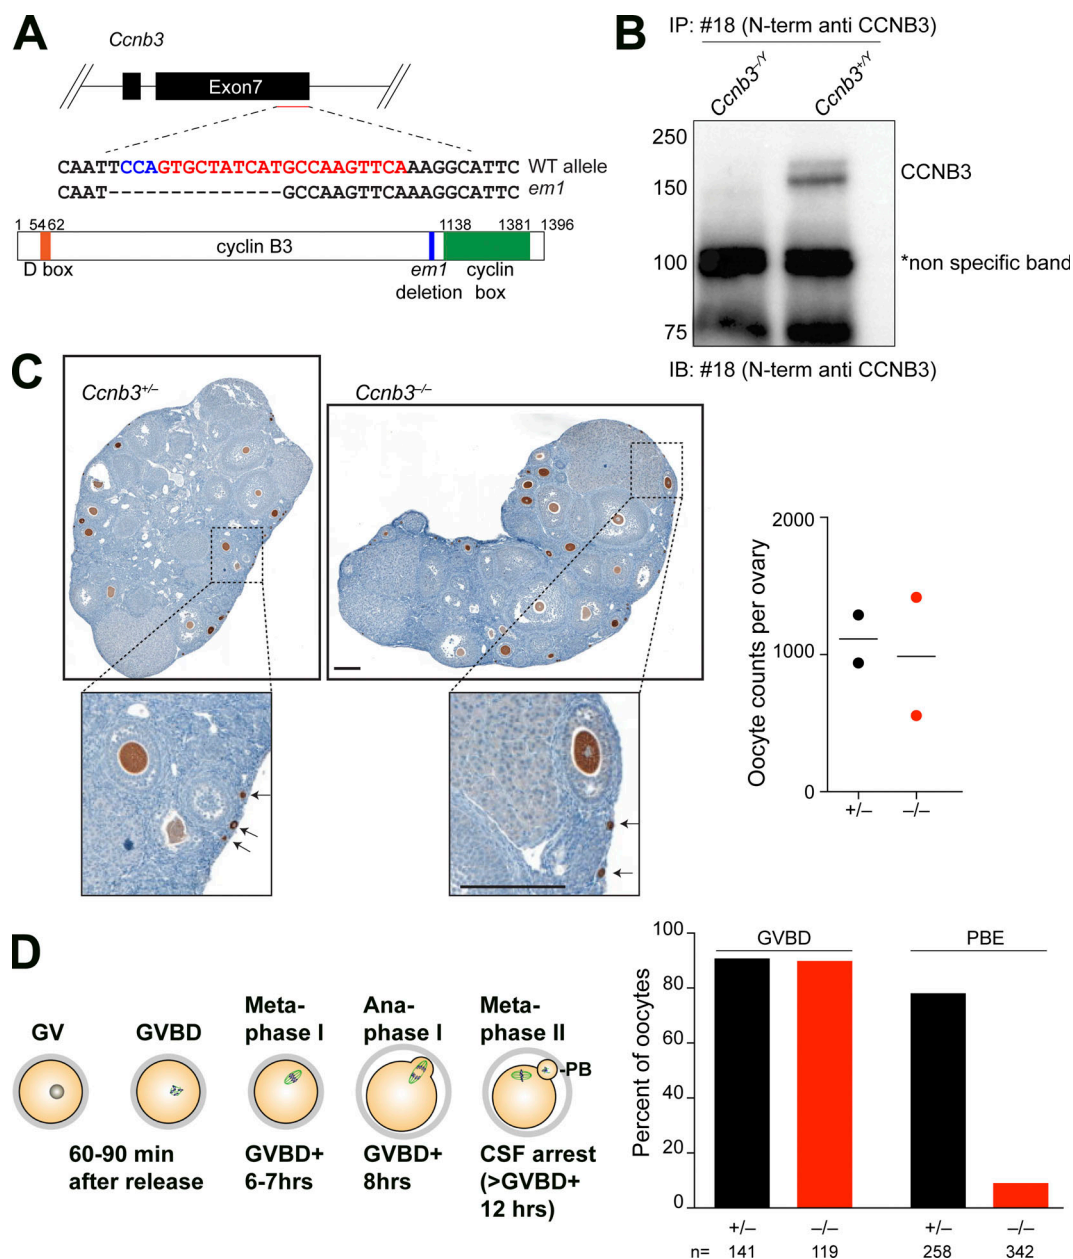 A
Ccnb3
Exon7
CAATTCCAGTGCTATCATGCCAAGTTCAAAGGCATTC WT allele
CAAT--------------GCCAAGTTCAAAGGCATTC em1
1 54 62 1138 1381 1396
cyclin B3
D box em1 cyclin
deletion box
B
IP: #18 (N-term anti CCNB3)
Ccnb3–/Y Ccnb3+/Y
250
150
100
75
CCNB3
*non specific band
IB: #18 (N-term anti CCNB3)
C
Ccnb3+/–
Ccnb3–/–
Oocyte counts per ovary
2000
1000
0
+/– –/–
D
GV
GVBD
Meta-
phase I
Ana-
phase I
Meta-
phase II
-PB
60-90 min
after release
GVBD+
6-7hrs
GVBD+
8hrs
CSF arrest
(>GVBD+
12 hrs)
Percent of oocytes
100
80
60
40
20
0
GVBD PBE
+/– –/– +/– –/–
n= 141 119 258 342